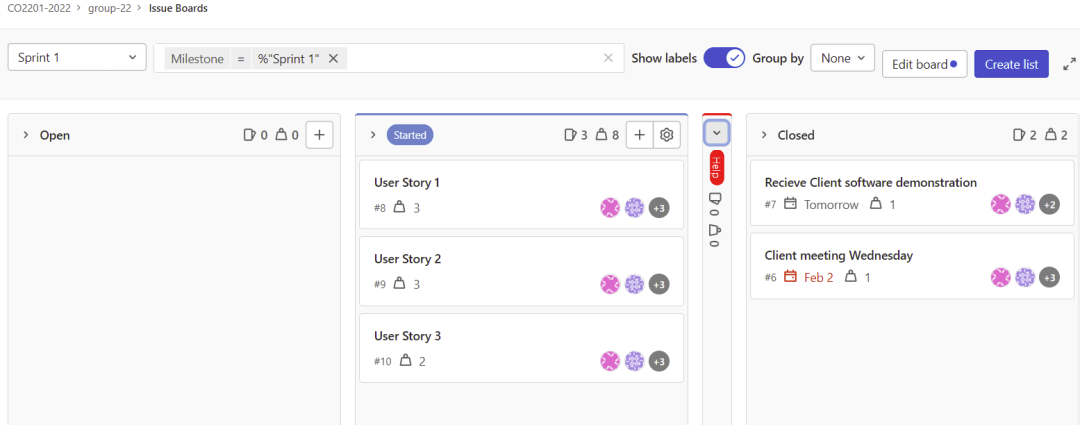 CO2201-2022 > group-22 > Issue Boards
Sprint 1
Milestone = %"Sprint 1"
Show labels
Group by
None
Edit board
Create list
Open
0 0
Started
3 8
Help
0
0
Closed
2 2
User Story 1
#8 3
+3
User Story 2
#9 3
+3
User Story 3
#10 2
+3
Recieve Client software demonstration
#7 Tomorrow 1
+2
Client meeting Wednesday
#6 Feb 2 1
+3